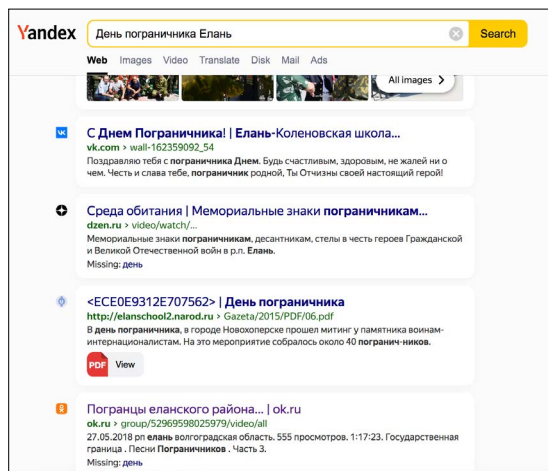 Yandex
День пограничника Елань
Search
Web Images Video Translate Disk Mail Ads
All images
С Днем Пограничника! | Елань-Коленовская школа...
vk.com › wall-162359092_54
Поздравляю тебя с пограничника Днем. Будь счастливым, здоровым, не жалей ни о
чем. Честь и слава тебе, пограничник родной, Ты Отчизны своей настоящий герой!
Среда обитания | Мемориальные знаки пограничникам...
dzen.ru › video/watch/...
Мемориальные знаки пограничникам, десантникам, стелы в честь героев Гражданской
и Великой Отечественной войн в р.п. Елань.
Missing: день
<ECE0E9312E707562> | День пограничника
http://elanschool2.narod.ru › Gazeta/2015/PDF/06.pdf
В день пограничника, в городе Новохоперске прошел митинг у памятника воинам-
интернационалистам. На это мероприятие собралось около 40 погранич-ников.
PDF View
Погранцы еланского района... | ok.ru
ok.ru › group/52969598025979/video/all
27.05.2018 рп елань волгоградская область. 555 просмотров. 1:17:23. Государственная
граница . Песни Пограничников . Часть 3.
Missing: день